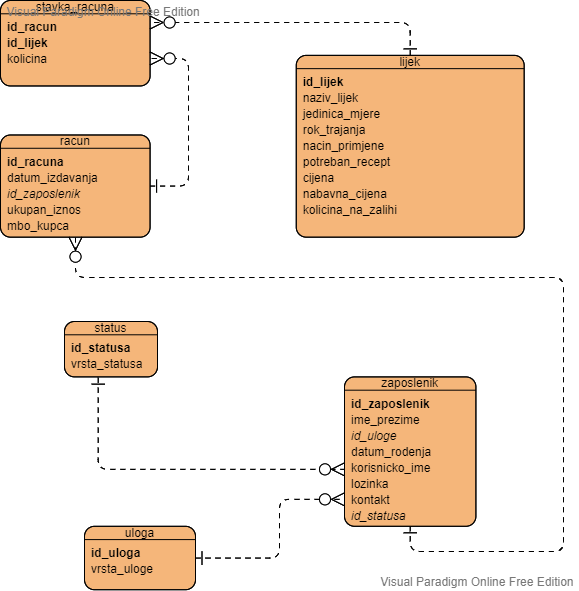 stavka_racuna
Visual Paradigm Online Free Edition
id_racun
id_lijek
kolicina
lijek
id_lijek
naziv_lijek
jedinica_mjere
rok_trajanja
nacin_primjene
potreban_recept
cijena
nabavna_cijena
kolicina_na_zalihi
racun
id_racuna
datum_izdavanja
id_zaposlenik
ukupan_iznos
mbo_kupca
status
id_statusa
vrsta_statusa
zaposlenik
id_zaposlenik
ime_prezime
id_uloge
datum_rodenja
korisnicko_ime
lozinka
kontakt
id_statusa
uloga
id_uloga
vrsta_uloge
Visual Paradigm Online Free Edition